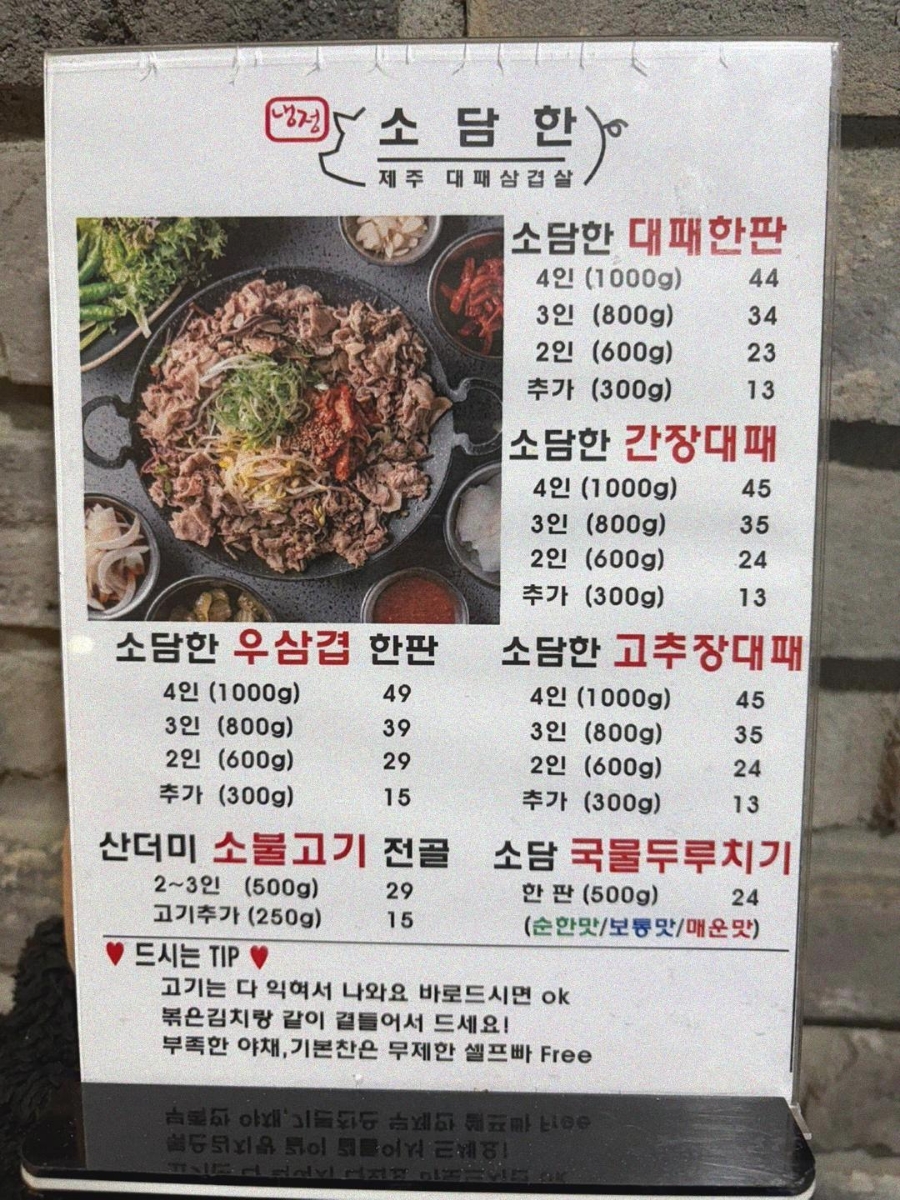 냉정
소담한
제주 대패삼겹살
소담한 대패한판
4인 (1000g) 44
3인 (800g) 34
2인 (600g) 23
추가 (300g) 13
소담한 간장대패
4인 (1000g) 45
3인 (800g) 35
2인 (600g) 24
추가 (300g) 13
소담한 우삼겹 한판
4인 (1000g) 49
3인 (800g) 39
2인 (600g) 29
추가 (300g) 15
소담한 고추장대패
4인 (1000g) 45
3인 (800g) 35
2인 (600g) 24
추가 (300g) 13
산더미 소불고기 전골
2~3인 (500g) 29
고기추가 (250g) 15
소담 국물두루치기
한 판 (500g) 24
(순한맛/보통맛/매운맛)
♥ 드시는 TIP ♥
고기는 다 익혀서 나와요 바로드시면 ok
볶은김치랑 같이 곁들어서 드세요!
부족한 야채,기본찬은 무제한 셀프빠 Free